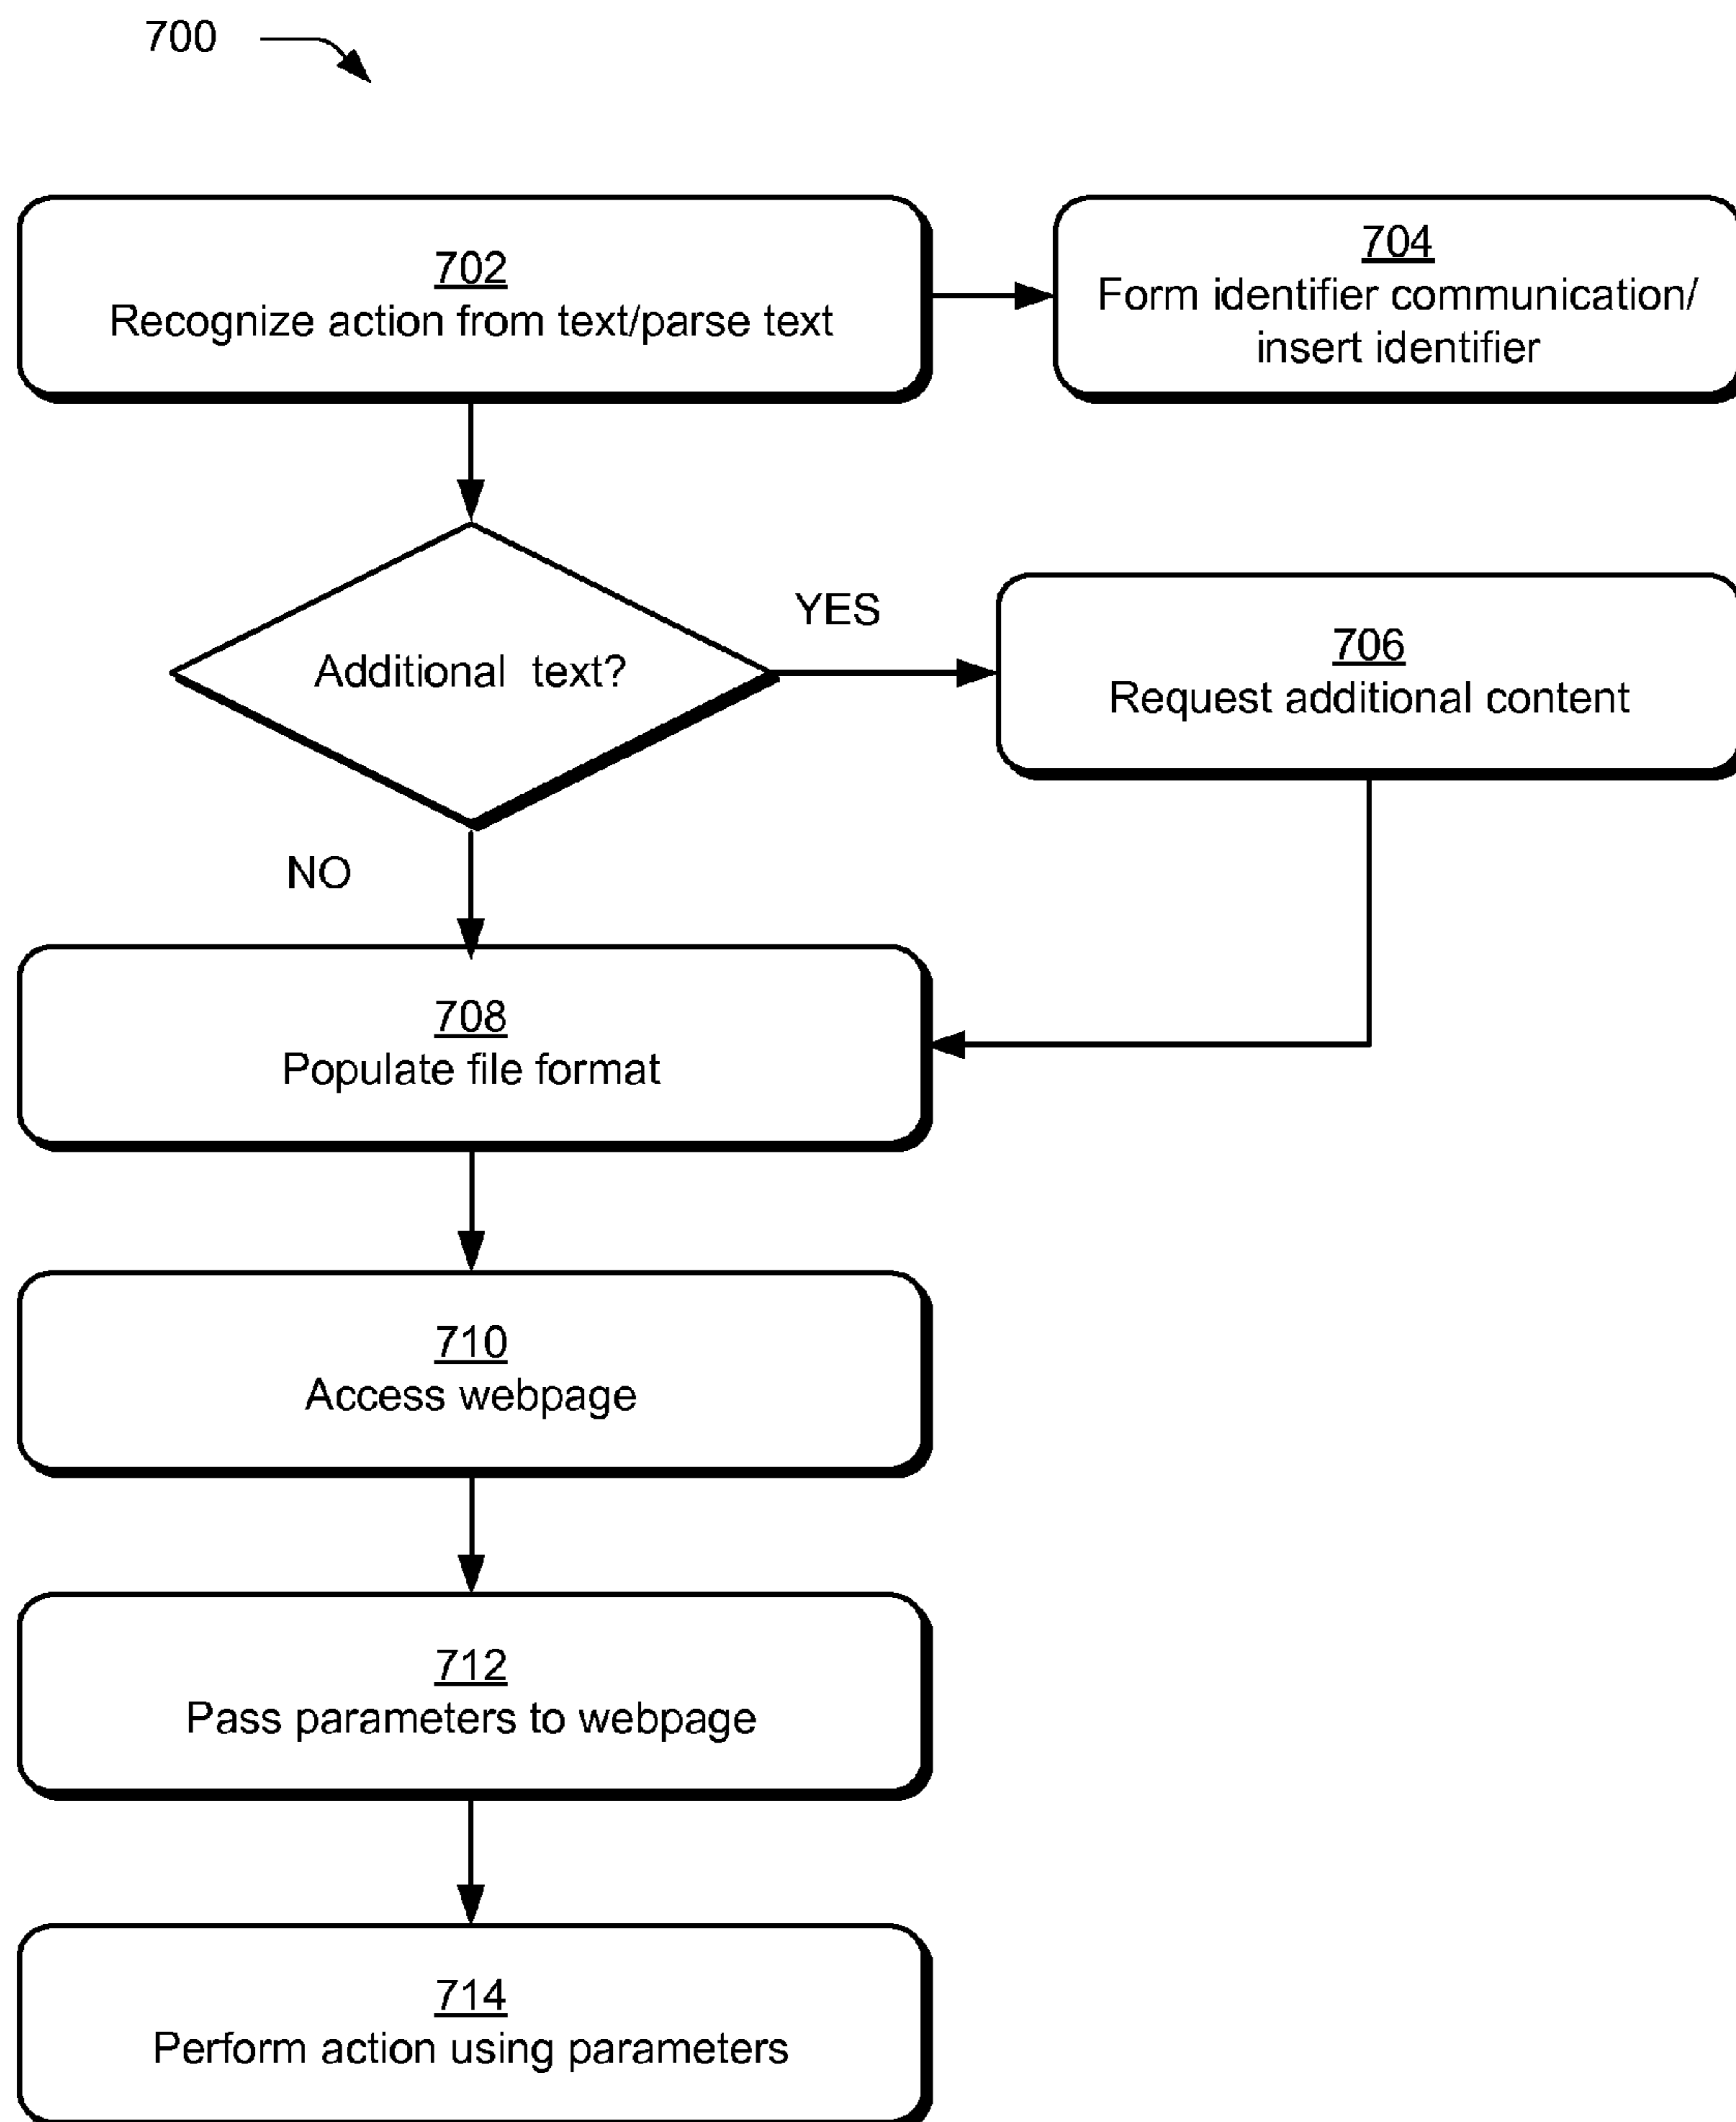 700
702
Recognize action from text/parse text
704
Form identifier communication/
insert identifier
Additional text?
YES
706
Request additional content
NO
708
Populate file format
710
Access webpage
712
Pass parameters to webpage
714
Perform action using parameters